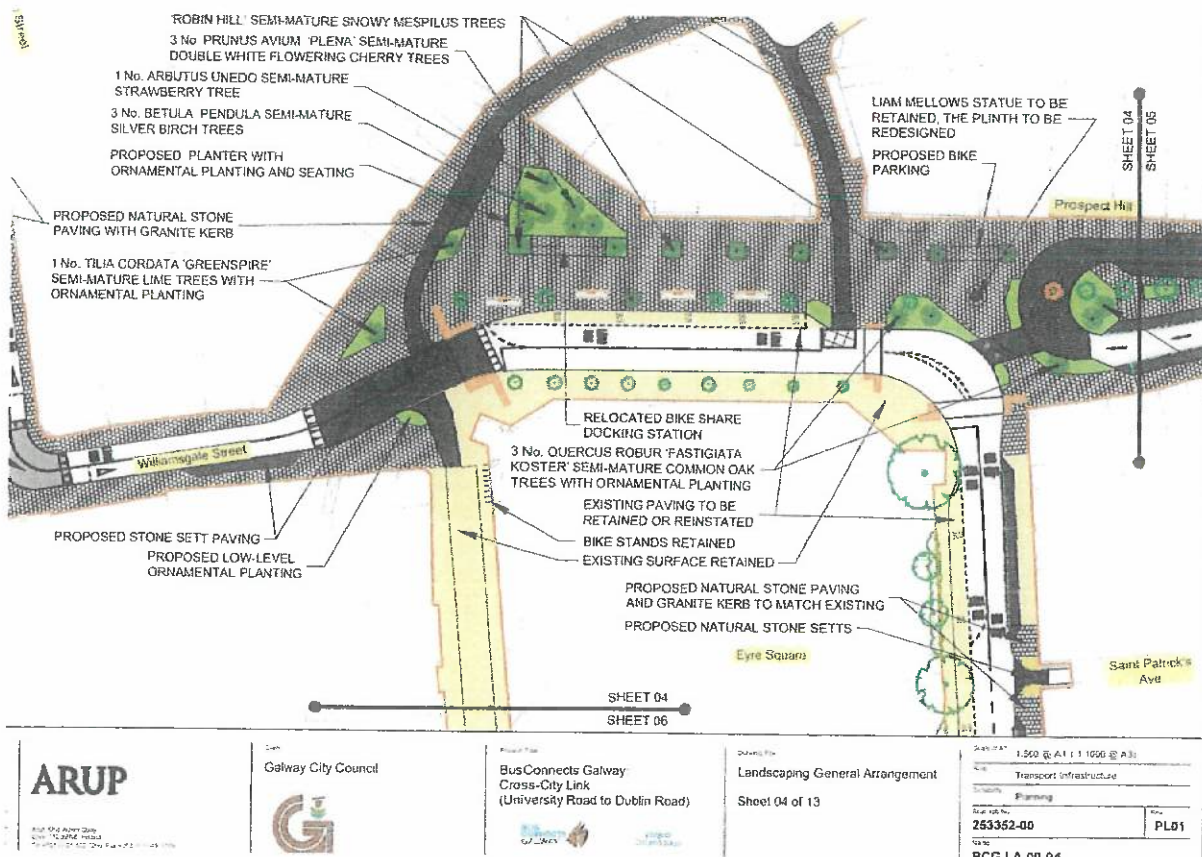 'ROBIN HILL' SEMI-MATURE SNOWY MESPILUS TREES
3 No. PRUNUS AVIUM 'PLENA' SEMI-MATURE
DOUBLE WHITE FLOWERING CHERRY TREES
1 No. ARBUTUS UNEDO SEMI-MATURE
STRAWBERRY TREE
3 No. BETULA PENDULA SEMI-MATURE
SILVER BIRCH TREES
PROPOSED PLANTER WITH
ORNAMENTAL PLANTING AND SEATING
PROPOSED NATURAL STONE
PAVING WITH GRANITE KERB
1 No. TILIA CORDATA 'GREENSPIRE'
SEMI-MATURE LIME TREES WITH
ORNAMENTAL PLANTING
LIAM MELLOWS STATUE TO BE
RETAINED, THE PLINTH TO BE
REDESIGNED
PROPOSED BIKE
PARKING
SHEET 04
SHEET 05
Prospect Hill
Street
Williamsgate Street
RELOCATED BIKE SHARE
DOCKING STATION
3 No. QUERCUS ROBUR 'FASTIGIATA
KOSTER' SEMI-MATURE COMMON OAK
TREES WITH ORNAMENTAL PLANTING
EXISTING PAVING TO BE
RETAINED OR REINSTATED
BIKE STANDS RETAINED
EXISTING SURFACE RETAINED
PROPOSED STONE SETT PAVING
PROPOSED LOW-LEVEL
ORNAMENTAL PLANTING
PROPOSED NATURAL STONE PAVING
AND GRANITE KERB TO MATCH EXISTING
PROPOSED NATURAL STONE SETTS
Eyre Square
Saint Patrick's
Ave
SHEET 04
SHEET 06
ARUP
Galway City Council
BusConnects Galway
Cross-City Link
(University Road to Dublin Road)
Landscaping General Arrangement
Sheet 04 of 13
Transport Infrastructure
Planning
253352-00
PL01